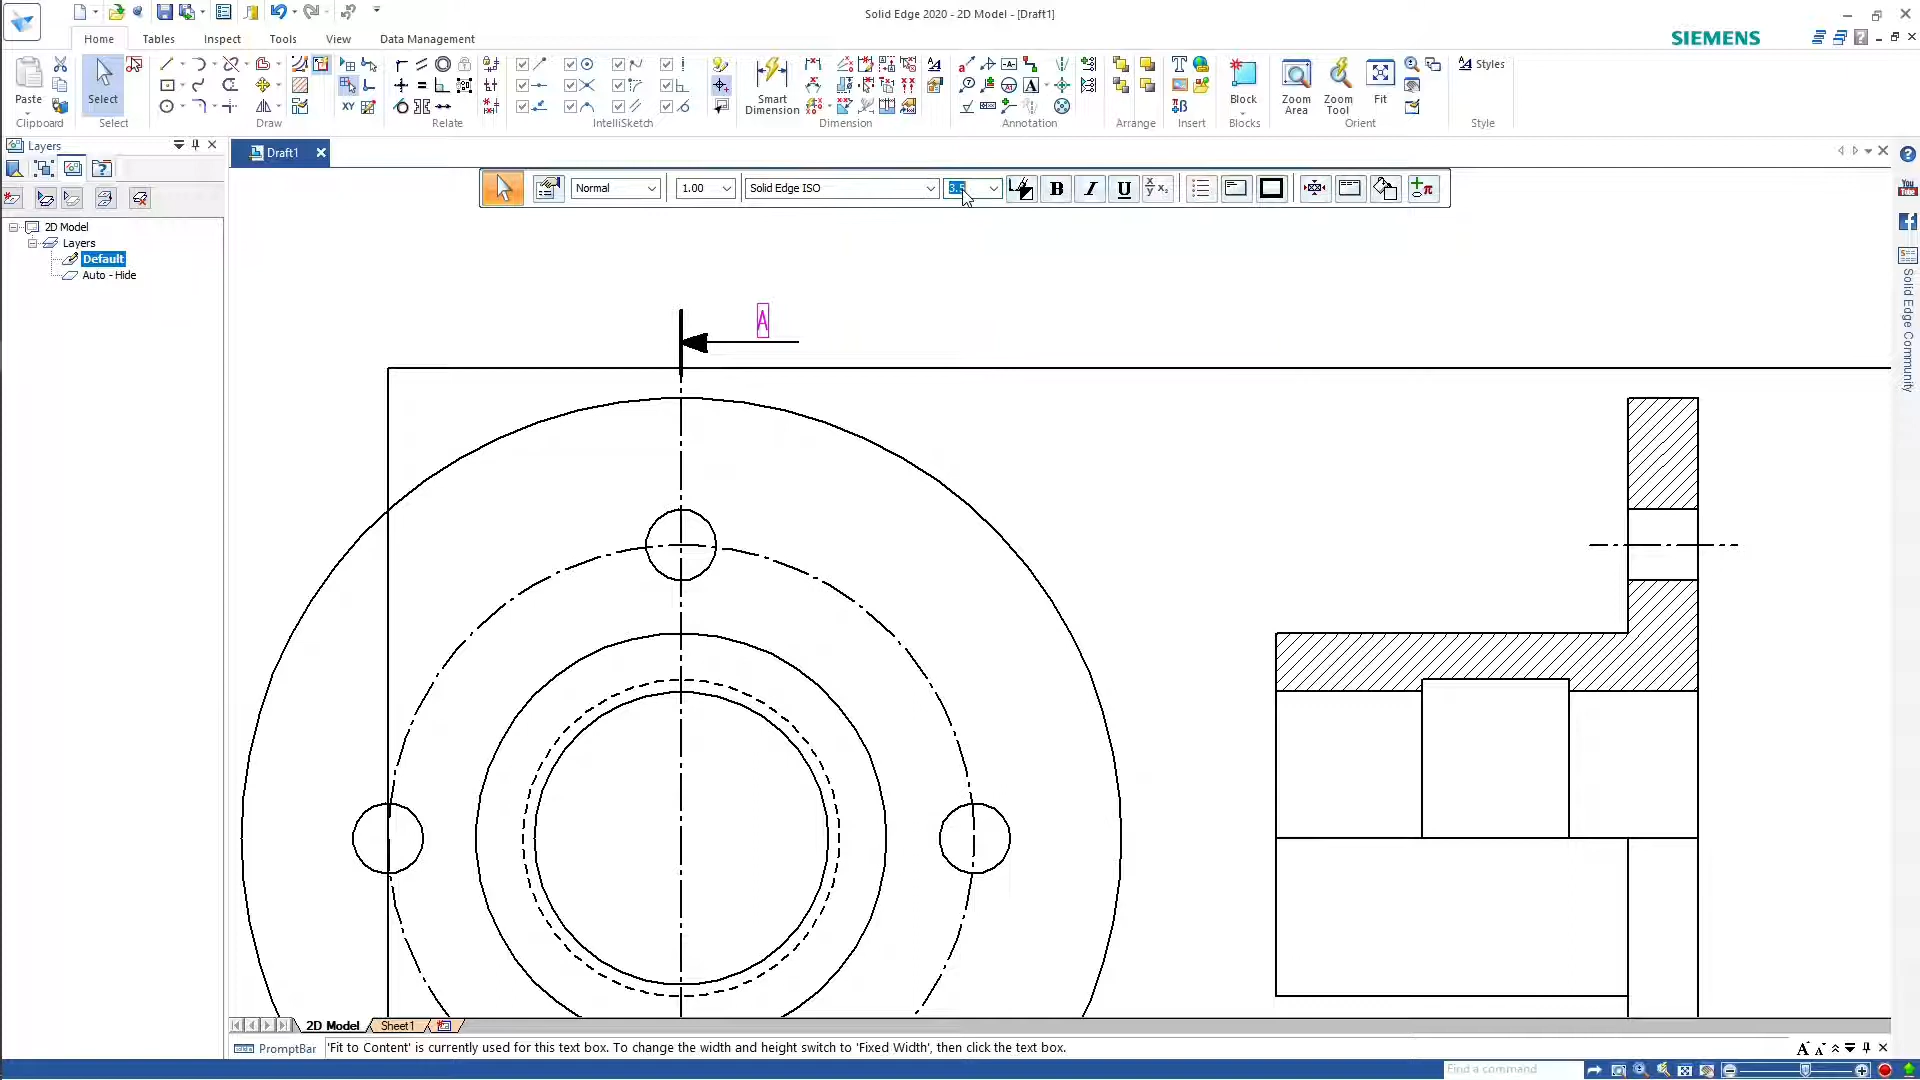 Solid Edge 2020 - 2D Model - [Draft1]
Home Tables Inspect Tools View Data Management
SIEMENS
Paste Select Smart Dimension Block Zoom Area Zoom Tool Fit Styles
Clipboard Select Draw Relate IntelliSketch Dimension Annotation Arrange Insert Blocks Orient Style
Layers
Draft1
Normal 1.00 Solid Edge ISO 3.5 B I U
2D Model
Layers
Default
Auto - Hide
A
You Tube
Solid Edge Community
2D Model Sheet1
PromptBar 'Fit to Content' is currently used for this text box. To change the width and height switch to 'Fixed Width', then click the text box.
Find a command